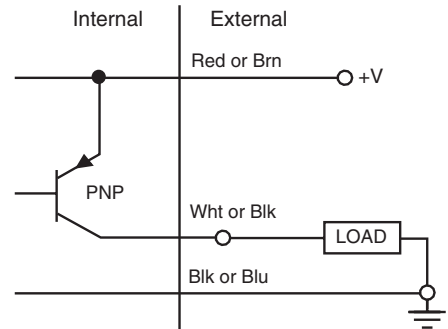 Internal External
Red or Brn
+V
PNP
Wht or Blk
LOAD
Blk or Blu